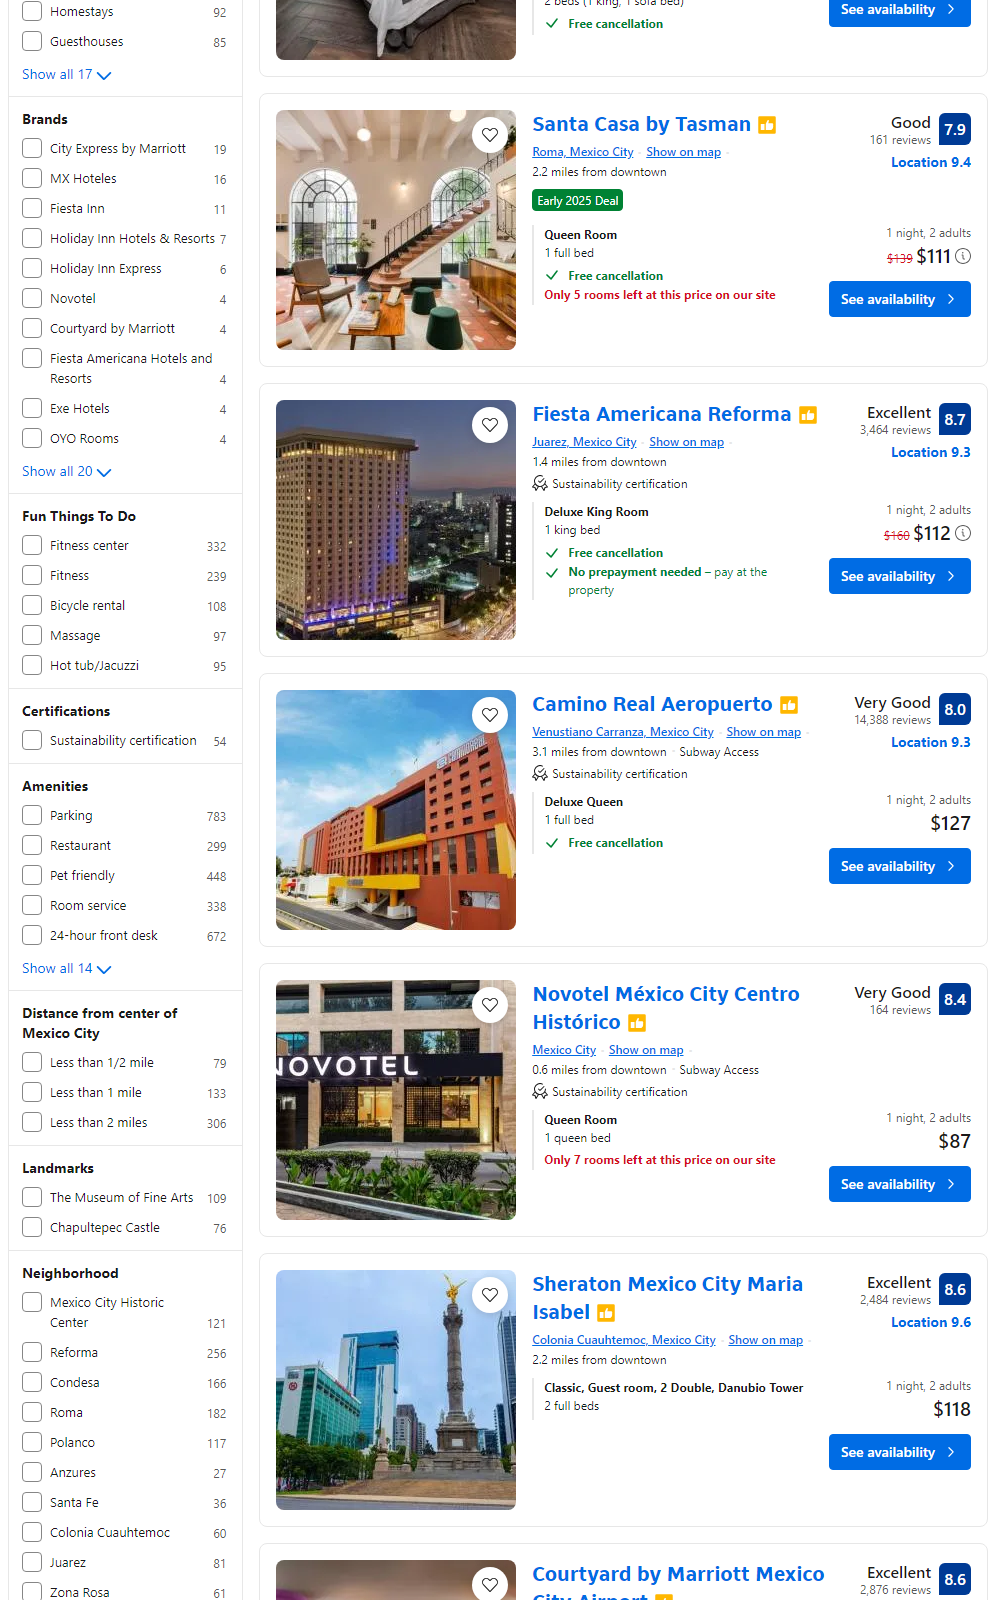 Homestays 92
Guesthouses 85
Show all 17
Brands
City Express by Marriott 19
MX Hoteles 16
Fiesta Inn 11
Holiday Inn Hotels & Resorts 7
Holiday Inn Express 6
Novotel 4
Courtyard by Marriott 4
Fiesta Americana Hotels and
Resorts 4
Exe Hotels 4
OYO Rooms 4
Show all 20
Fun Things To Do
Fitness center 332
Fitness 239
Bicycle rental 108
Massage 97
Hot tub/Jacuzzi 95
Certifications
Sustainability certification 54
Amenities
Parking 783
Restaurant 299
Pet friendly 448
Room service 338
24-hour front desk 672
Show all 14
Distance from center of
Mexico City
Less than 1/2 mile 79
Less than 1 mile 133
Less than 2 miles 306
Landmarks
The Museum of Fine Arts 109
Chapultepec Castle 76
Neighborhood
Mexico City Historic
Center 121
Reforma 256
Condesa 166
Roma 182
Polanco 117
Anzures 27
Santa Fe 36
Colonia Cuauhtemoc 60
Juarez 81
Zona Rosa 61
2 beds (1 king, 1 sofa bed)
Free cancellation
See availability
Santa Casa by Tasman
Good 7.9
161 reviews
Location 9.4
Roma, Mexico City · Show on map
2.2 miles from downtown
Early 2025 Deal
Queen Room
1 full bed
Free cancellation
Only 5 rooms left at this price on our site
1 night, 2 adults
$139 $111
See availability
Fiesta Americana Reforma
Excellent 8.7
3,464 reviews
Location 9.3
Juarez, Mexico City · Show on map
1.4 miles from downtown
Sustainability certification
Deluxe King Room
1 king bed
Free cancellation
No prepayment needed – pay at the
property
1 night, 2 adults
$160 $112
See availability
Camino Real Aeropuerto
Very Good 8.0
14,388 reviews
Location 9.3
Venustiano Carranza, Mexico City · Show on map
3.1 miles from downtown · Subway Access
Sustainability certification
Deluxe Queen
1 full bed
Free cancellation
1 night, 2 adults
$127
See availability
NOVOTEL
Novotel México City Centro
Histórico
Very Good 8.4
164 reviews
Mexico City · Show on map
0.6 miles from downtown · Subway Access
Sustainability certification
Queen Room
1 queen bed
Only 7 rooms left at this price on our site
1 night, 2 adults
$87
See availability
Sheraton Mexico City Maria
Isabel
Excellent 8.6
2,484 reviews
Location 9.6
Colonia Cuauhtemoc, Mexico City · Show on map
2.2 miles from downtown
Classic, Guest room, 2 Double, Danubio Tower
2 full beds
1 night, 2 adults
$118
See availability
Courtyard by Marriott Mexico
City Airport
Excellent 8.6
2,876 reviews